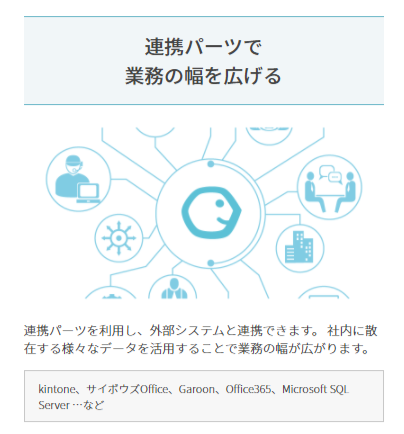 連携パーツで
業務の幅を広げる
連携パーツを利用し、外部システムと連携できます。 社内に散
在する様々なデータを活用することで業務の幅が広がります。
kintone、サイボウズOffice、Garoon、Office365、Microsoft SQL
Server …など